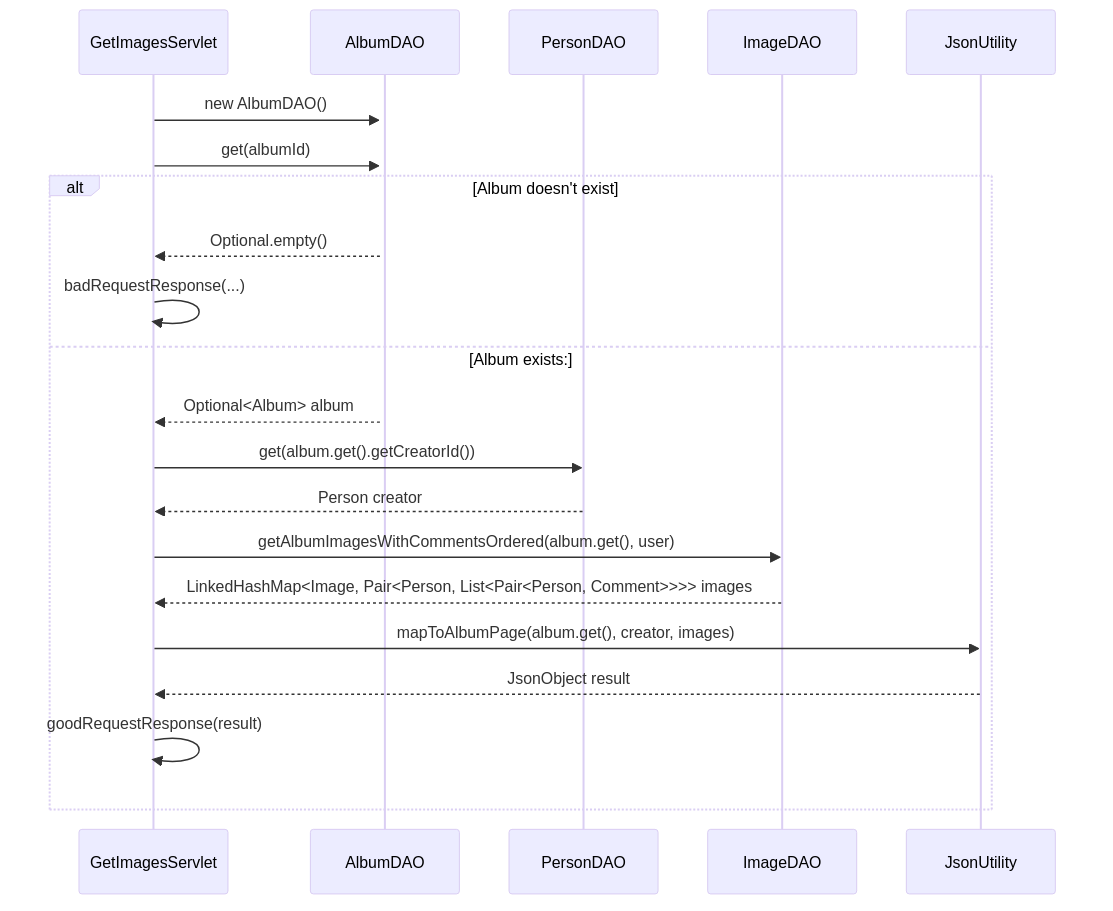 GetImagesServlet
AlbumDAO
PersonDAO
ImageDAO
JsonUtility
new AlbumDAO()
get(albumId)
alt
[Album doesn't exist]
Optional.empty()
badRequestResponse(...)
[Album exists:]
Optional<Album> album
get(album.get().getCreatorId())
Person creator
getAlbumImagesWithCommentsOrdered(album.get(), user)
LinkedHashMap<Image, Pair<Person, List<Pair<Person, Comment>>>> images
mapToAlbumPage(album.get(), creator, images)
JsonObject result
goodRequestResponse(result)
GetImagesServlet
AlbumDAO
PersonDAO
ImageDAO
JsonUtility